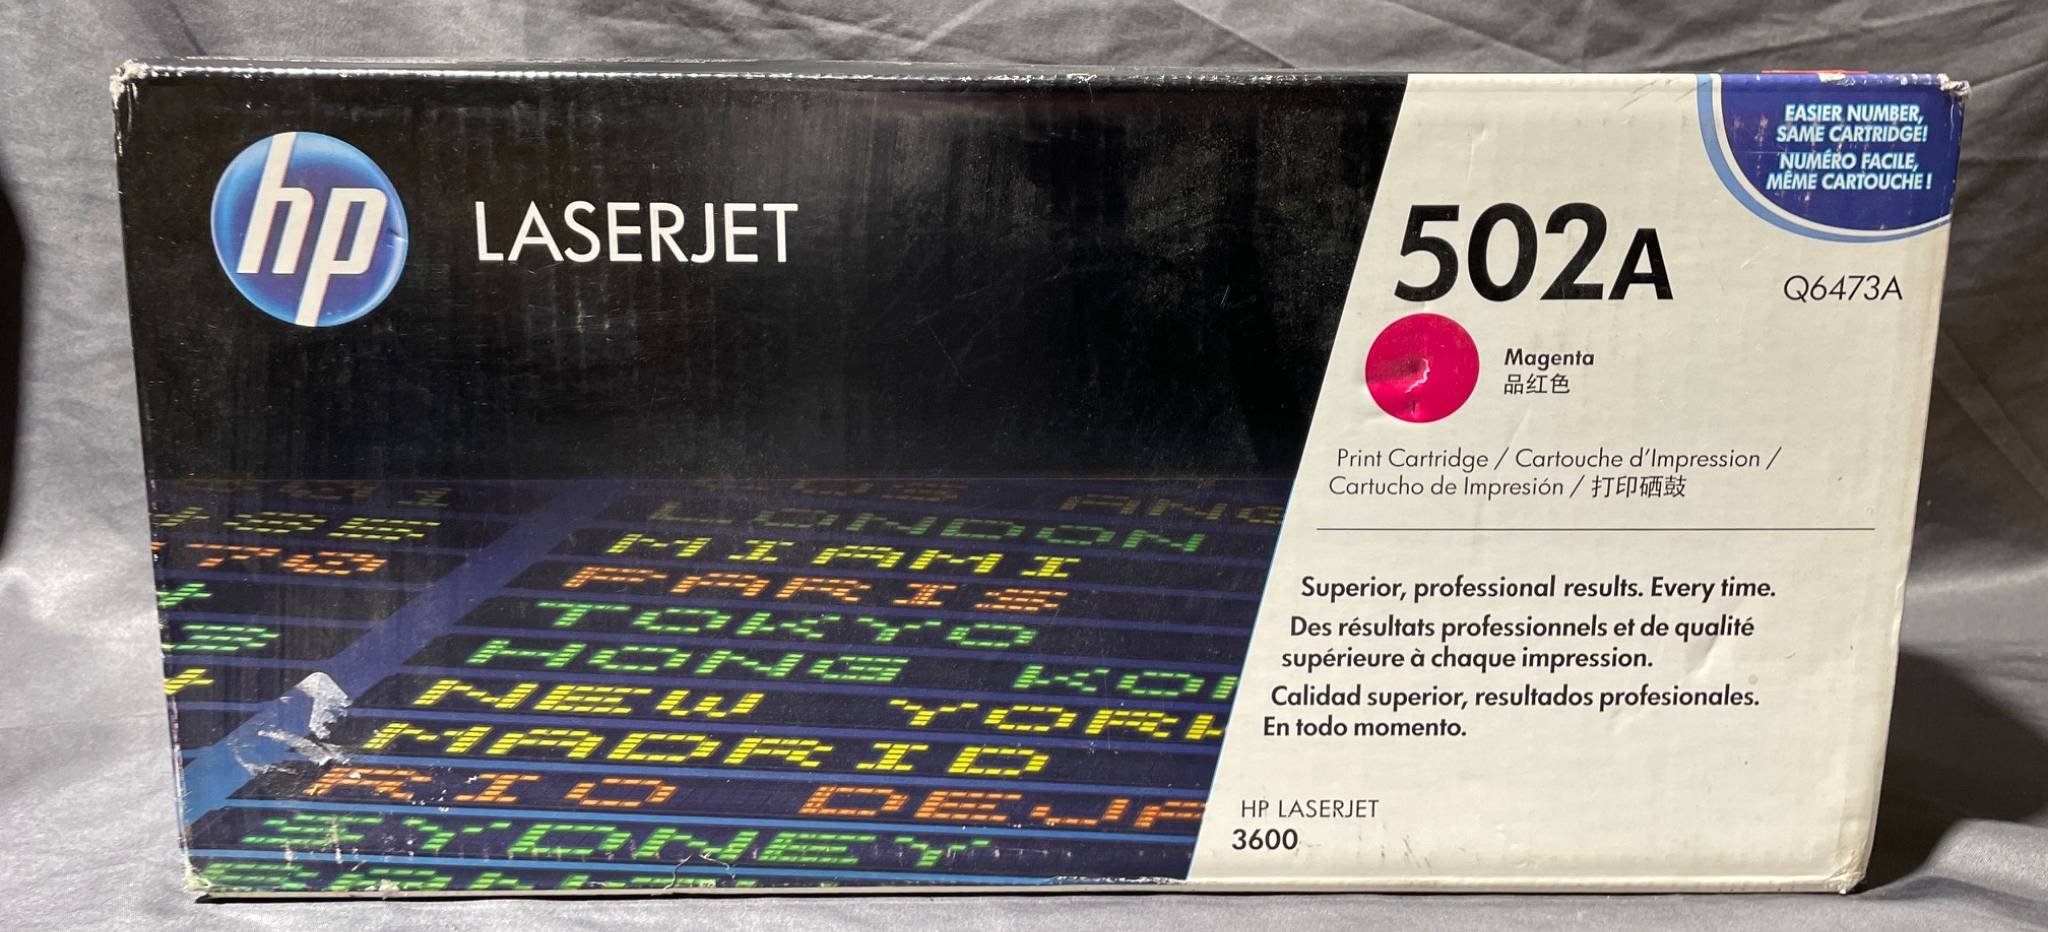 hp
LASERJET
EASIER NUMBER,
SAME CARTRIDGE!
NUMÉRO FACILE,
MÊME CARTOUCHE !
502A
Q6473A
Magenta
品红色
Print Cartridge / Cartouche d'Impression /
Cartucho de Impresión / 打印硒鼓
Superior, professional results. Every time.
Des résultats professionnels et de qualité
supérieure à chaque impression.
Calidad superior, resultados profesionales.
En todo momento.
HP LASERJET
3600
LONDON
MIAMI
PARIS
TOKYO
HONG KO
NEW YORK
MADRID
RIO DEJA
SYDNEY